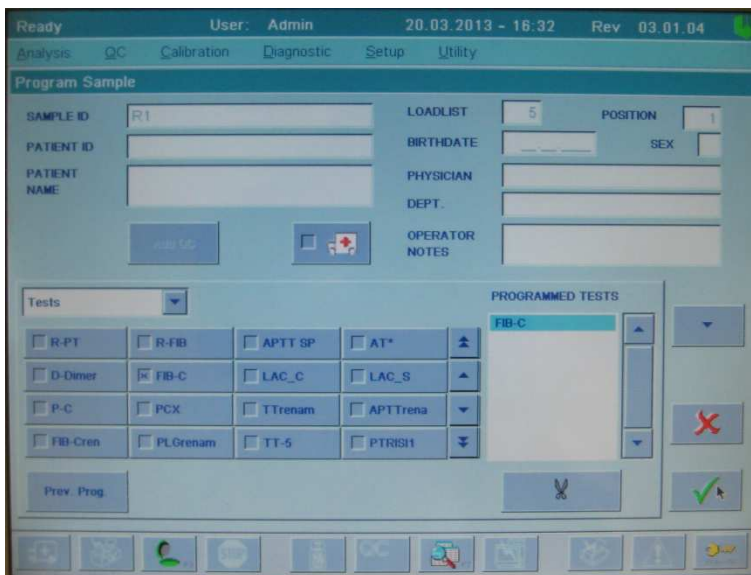 Ready User: Admin 20.03.2013 - 16:32 Rev 03.01.04
Analysis QC Calibration Diagnostic Setup Utility
Program Sample
SAMPLE ID R1 LOADLIST 5 POSITION 1
PATIENT ID BIRTHDATE SEX
PATIENT NAME PHYSICIAN
DEPT.
OPERATOR NOTES
Tests PROGRAMMED TESTS
R-PT R-FIB APTT SP AT* FIB-C
D-Dimer FIB-C LAC_C LAC_S
P-C PCX TTrenam APTTrena
FIB-Cren PLGrenam TT-5 PTRISI1
Prev. Prog.
STOP QC